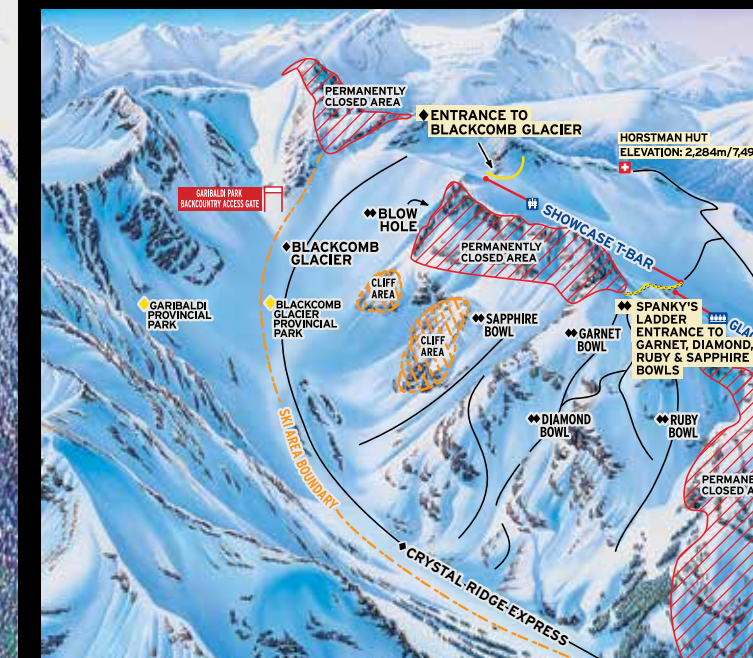 PERMANENTLY
CLOSED AREA
ENTRANCE TO
BLACKCOMB GLACIER
HORSTMAN HUT
ELEVATION: 2,284m/7,49
GARIBALDI PARK
BACKCOUNTRY ACCESS GATE
BLOW
HOLE
SHOWCASE T-BAR
BLACKCOMB
GLACIER
PERMANENTLY
CLOSED AREA
CLIFF
AREA
GARIBALDI
PROVINCIAL
PARK
BLACKCOMB
GLACIER
PROVINCIAL
PARK
SAPPHIRE
BOWL
CLIFF
AREA
GARNET
BOWL
SPANKY'S
LADDER
ENTRANCE TO
GARNET, DIAMOND,
RUBY & SAPPHIRE
BOWLS
GLA
SKI AREA BOUNDARY
DIAMOND
BOWL
RUBY
BOWL
PERMANE
CLOSED A
CRYSTAL-RIDGE-EXPRESS